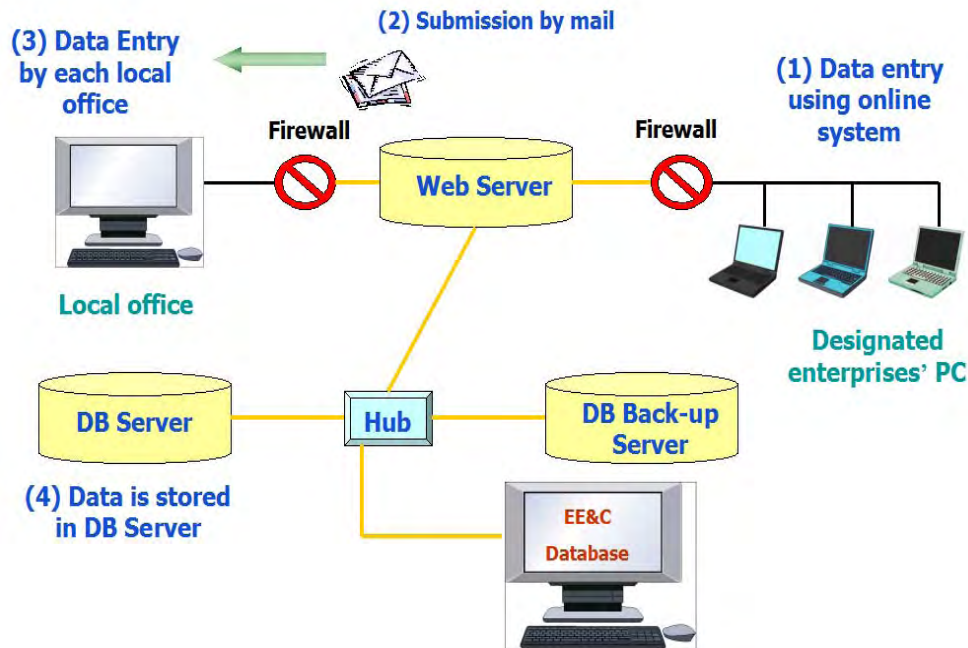 (2) Submission by mail
(3) Data Entry
by each local
office
(1) Data entry
using online
system
Firewall
Firewall
Web Server
Local office
Designated
enterprises’ PC
DB Server
Hub
DB Back-up
Server
(4) Data is stored
in DB Server
EE&C
Database